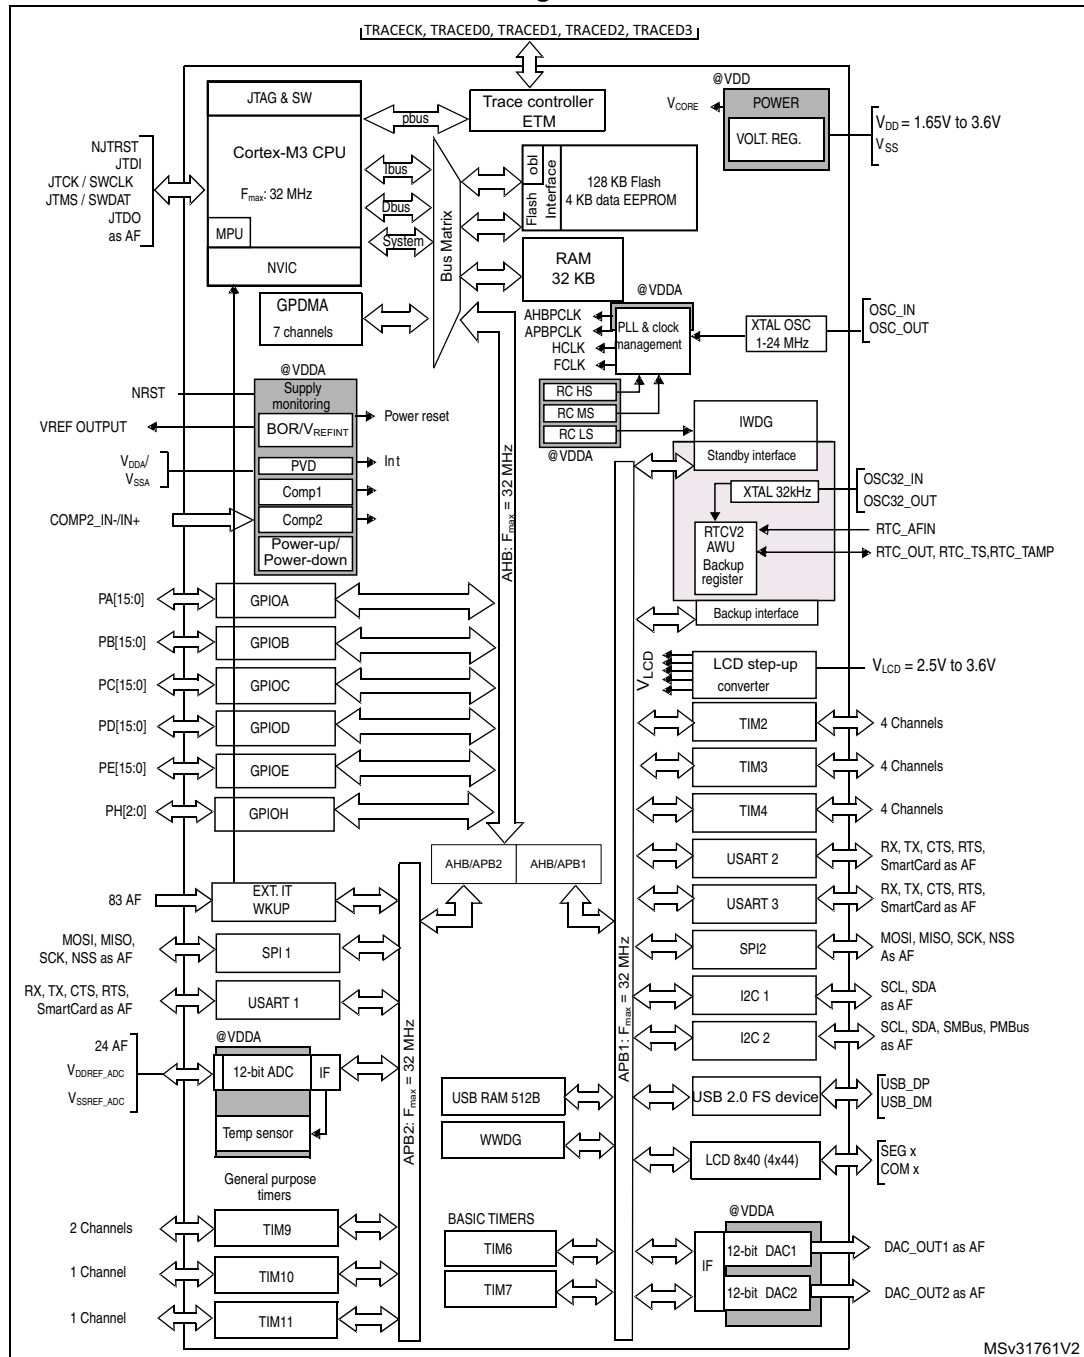 TRACECK, TRACED0, TRACED1, TRACED2, TRACED3
JTAG & SW
Cortex-M3 CPU
Fmax: 32 MHz
MPU
NVIC
NJTRST
JTDI
JTCK / SWCLK
JTMS / SWDAT
JTDO
as AF
pbus
Ibus
Dbus
System
Trace controller
ETM
Bus Matrix
Flash
obl
Interface
128 KB Flash
4 KB data EEPROM
RAM
32 KB
@VDD
VCORE
POWER
VOLT. REG.
VDD = 1.65V to 3.6V
VSS
GPDMA
7 channels
@VDDA
AHBPCLK
APBPCLK
HCLK
FCLK
PLL & clock
management
XTAL OSC
1-24 MHz
OSC_IN
OSC_OUT
RC HS
RC MS
RC LS
@VDDA
@VDDA
Supply
monitoring
NRST
VREF OUTPUT
BOR/VREFINT
Power reset
VDDA/
VSSA
PVD
Int
Comp1
COMP2_IN-/IN+
Comp2
Power-up/
Power-down
IWDG
Standby interface
XTAL 32kHz
OSC32_IN
OSC32_OUT
RTCV2
AWU
Backup
register
RTC_AFIN
RTC_OUT, RTC_TS,RTC_TAMP
Backup interface
AHB: Fmax = 32 MHz
PA[15:0]
GPIOA
PB[15:0]
GPIOB
PC[15:0]
GPIOC
PD[15:0]
GPIOD
PE[15:0]
GPIOE
PH[2:0]
GPIOH
VLCD
LCD step-up
converter
VLCD = 2.5V to 3.6V
TIM2
4 Channels
TIM3
4 Channels
TIM4
4 Channels
AHB/APB2
AHB/APB1
USART 2
RX, TX, CTS, RTS,
SmartCard as AF
USART 3
RX, TX, CTS, RTS,
SmartCard as AF
SPI2
MOSI, MISO, SCK, NSS
As AF
I2C 1
SCL, SDA
as AF
I2C 2
SCL, SDA, SMBus, PMBus
as AF
83 AF
EXT. IT
WKUP
MOSI, MISO,
SCK, NSS as AF
SPI 1
RX, TX, CTS, RTS,
SmartCard as AF
USART 1
APB2: Fmax = 32 MHz
APB1: Fmax = 32 MHz
@VDDA
24 AF
VDDREF_ADC
VSSREF_ADC
12-bit ADC
IF
Temp sensor
USB RAM 512B
WWDG
USB 2.0 FS device
USB_DP
USB_DM
LCD 8x40 (4x44)
SEG x
COM x
General purpose
timers
2 Channels
TIM9
1 Channel
TIM10
1 Channel
TIM11
BASIC TIMERS
TIM6
TIM7
@VDDA
IF
12-bit DAC1
DAC_OUT1 as AF
12-bit DAC2
DAC_OUT2 as AF
MSv31761V2